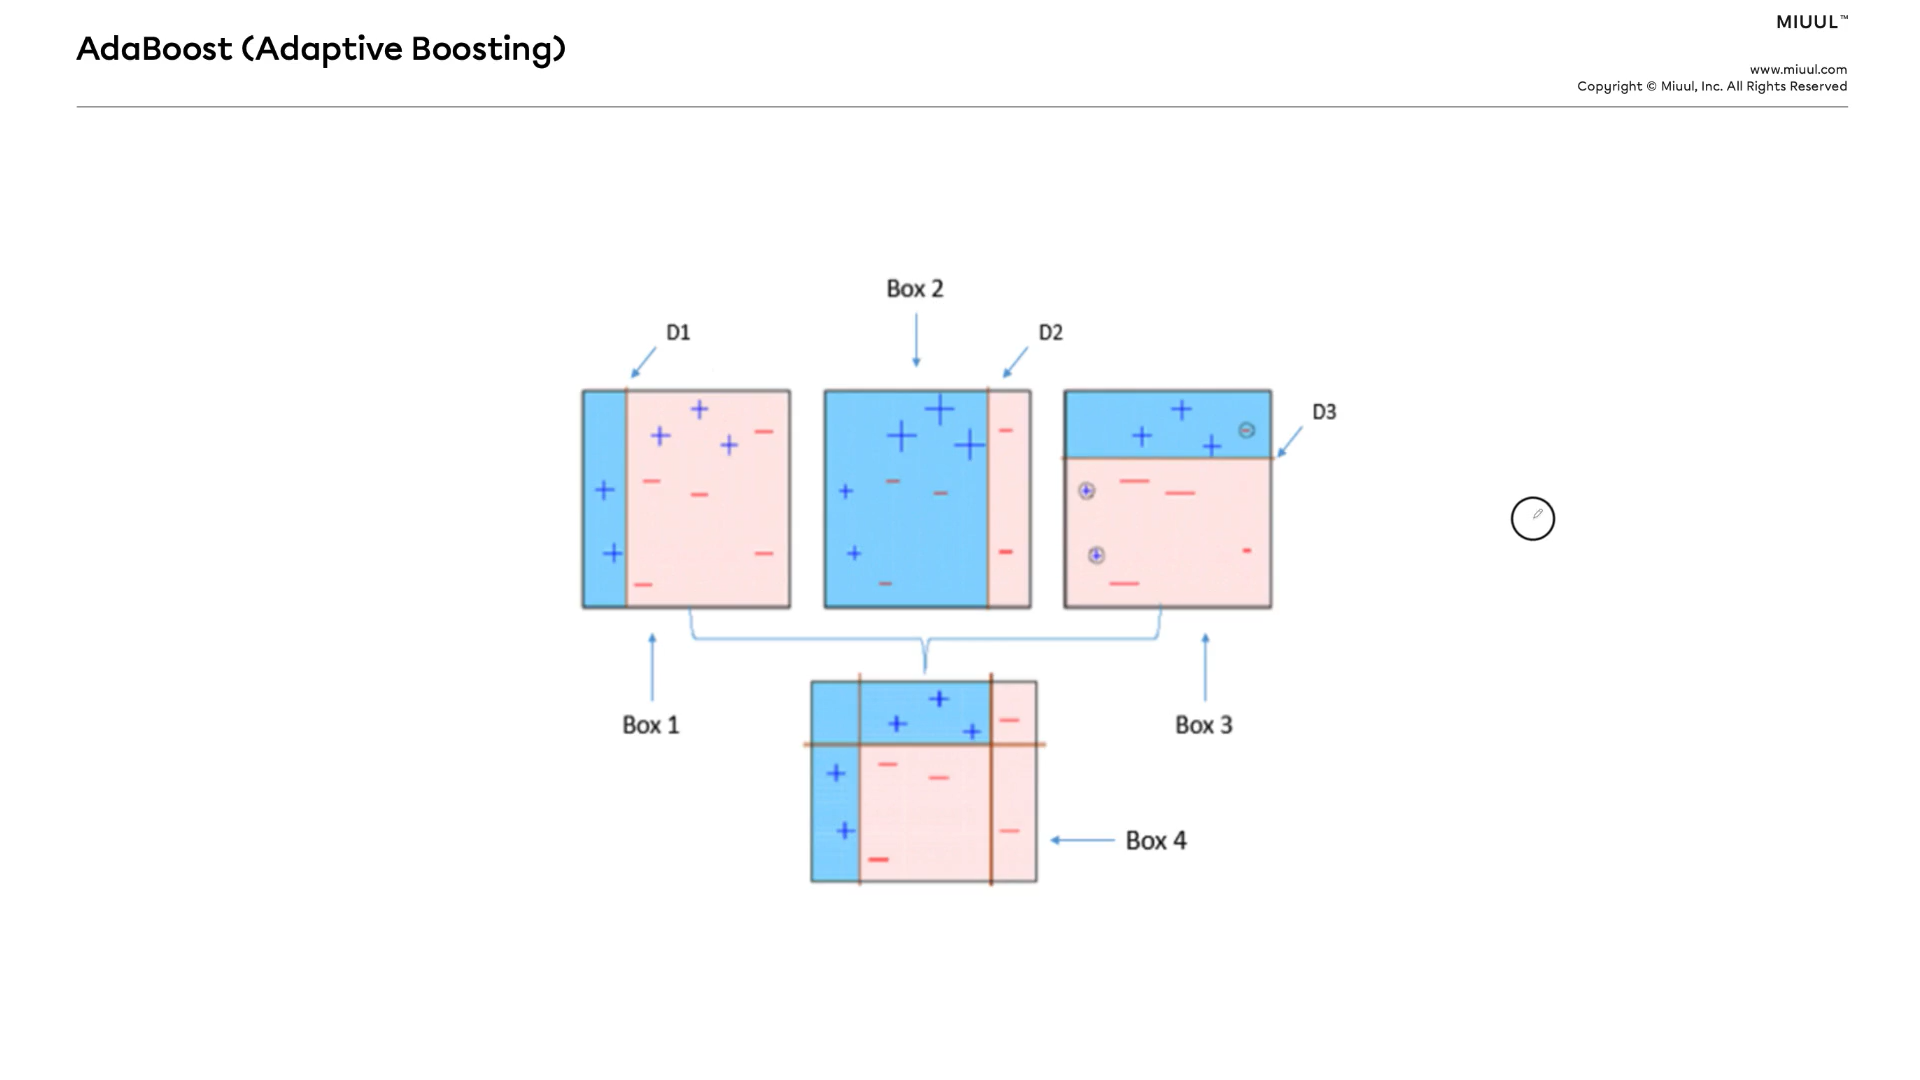 AdaBoost (Adaptive Boosting)
MIUUL™
www.miuul.com
Copyright © Miuul, Inc. All Rights Reserved
Box 2
D1
D2
D3
Box 1
Box 3
Box 4